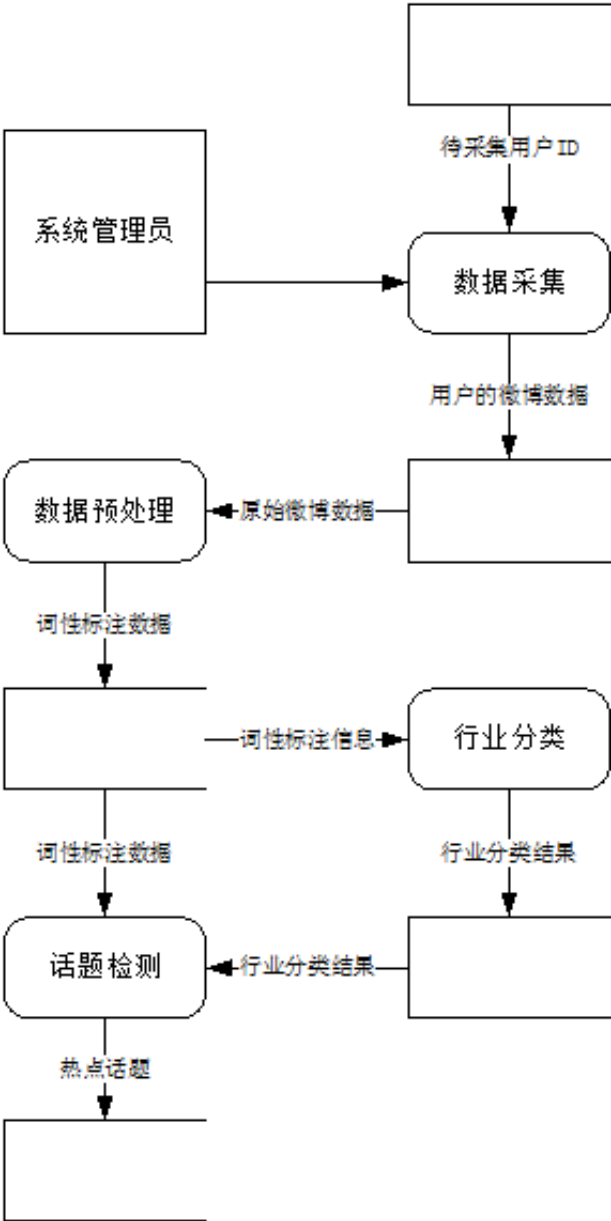 待采集用户ID
系统管理员
数据采集
用户的微博数据
数据预处理
原始微博数据
词性标注数据
词性标注信息
行业分类
词性标注数据
行业分类结果
话题检测
行业分类结果
热点话题